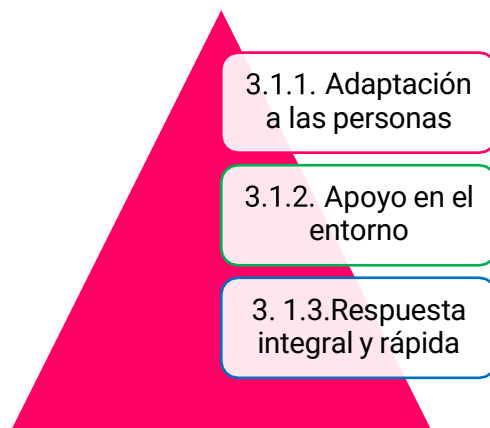 3.1.1. Adaptación
a las personas
3.1.2. Apoyo en el
entorno
3. 1.3.Respuesta
integral y rápida